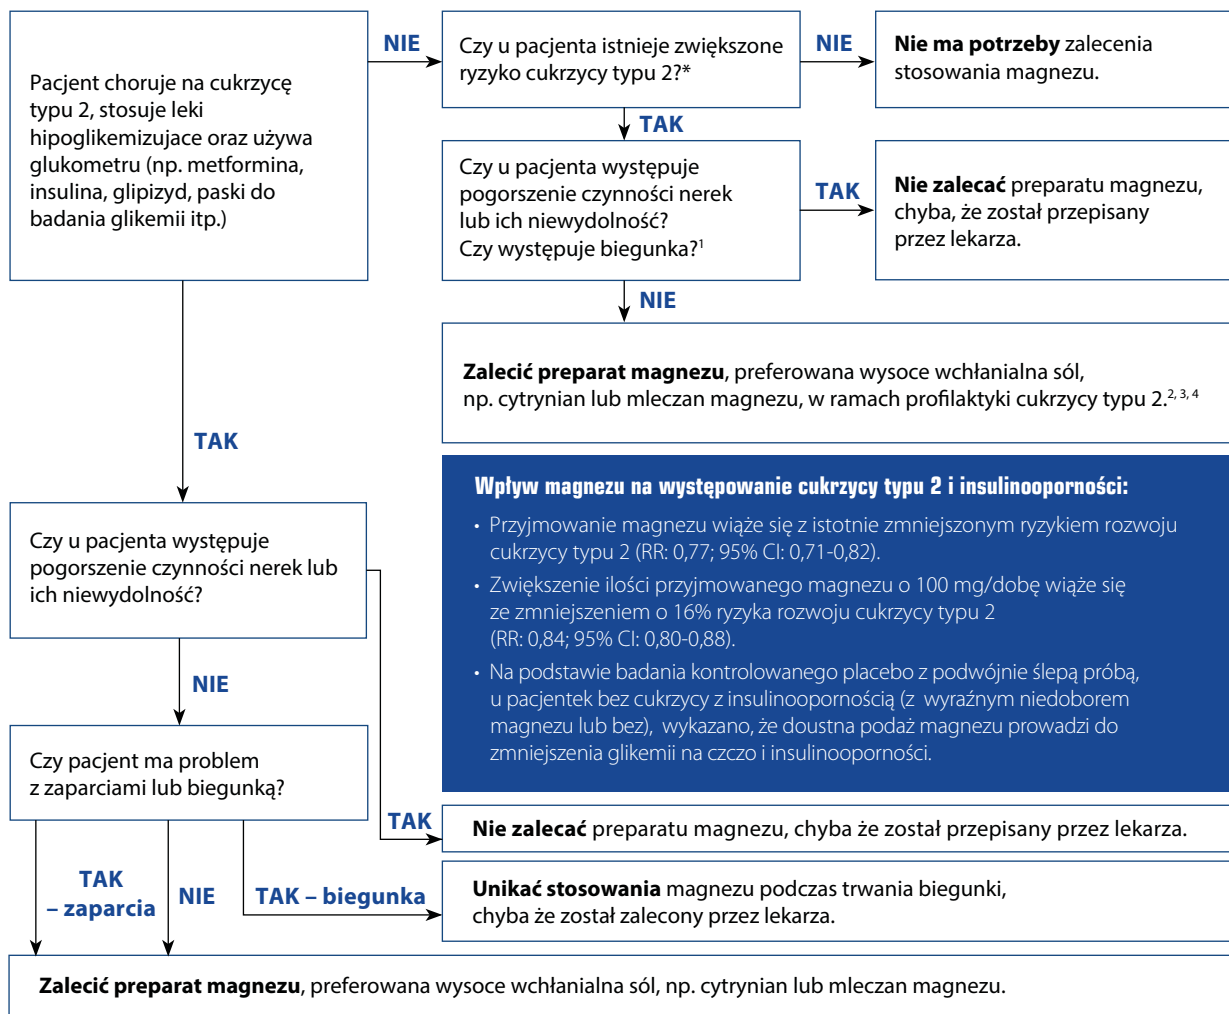 Pacjent choruje na cukrzycę
typu 2, stosuje leki
hipoglikemizujace oraz używa
glukometru (np. metformina,
insulina, glipizyd, paski do
badania glikemii itp.)
NIE
Czy u pacjenta istnieje zwiększone
ryzyko cukrzycy typu 2?*
NIE
Nie ma potrzeby zalecenia
stosowania magnezu.
TAK
Czy u pacjenta występuje
pogorszenie czynności nerek
lub ich niewydolność?
Czy występuje biegunka?¹
TAK
Nie zalecać preparatu magnezu,
chyba, że został przepisany
przez lekarza.
NIE
Zalecić preparat magnezu, preferowana wysoce wchłanialna sól,
np. cytrynian lub mleczan magnezu, w ramach profilaktyki cukrzycy typu 2.²˒ ³˒ ⁴
TAK
Wpływ magnezu na występowanie cukrzycy typu 2 i insulinooporności:
• Przyjmowanie magnezu wiąże się z istotnie zmniejszonym ryzykiem rozwoju
cukrzycy typu 2 (RR: 0,77; 95% CI: 0,71-0,82).
• Zwiększenie ilości przyjmowanego magnezu o 100 mg/dobę wiąże się
ze zmniejszeniem o 16% ryzyka rozwoju cukrzycy typu 2
(RR: 0,84; 95% CI: 0,80-0,88).
• Na podstawie badania kontrolowanego placebo z podwójnie ślepą próbą,
u pacjentek bez cukrzycy z insulinoopornością (z wyraźnym niedoborem
magnezu lub bez), wykazano, że doustna podaż magnezu prowadzi do
zmniejszenia glikemii na czczo i insulinooporności.
Czy u pacjenta występuje
pogorszenie czynności nerek lub
ich niewydolność?
NIE
Czy pacjent ma problem
z zaparciami lub biegunką?
TAK
Nie zalecać preparatu magnezu, chyba że został przepisany przez lekarza.
TAK
– zaparcia
NIE
TAK – biegunka
Unikać stosowania magnezu podczas trwania biegunki,
chyba że został zalecony przez lekarza.
Zalecić preparat magnezu, preferowana wysoce wchłanialna sól, np. cytrynian lub mleczan magnezu.